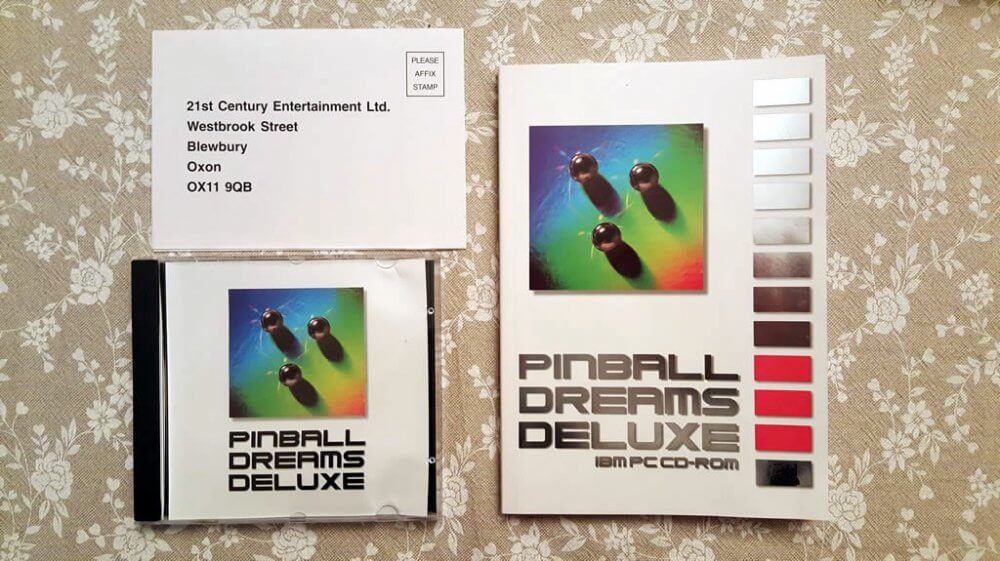 PLEASE
AFFIX
STAMP
21st Century Entertainment Ltd.
Westbrook Street
Blewbury
Oxon
OX11 9QB
PINBALL
DREAMS
DELUXE
PINBALL
DREAMS
DELUXE
IBM PC CD-ROM